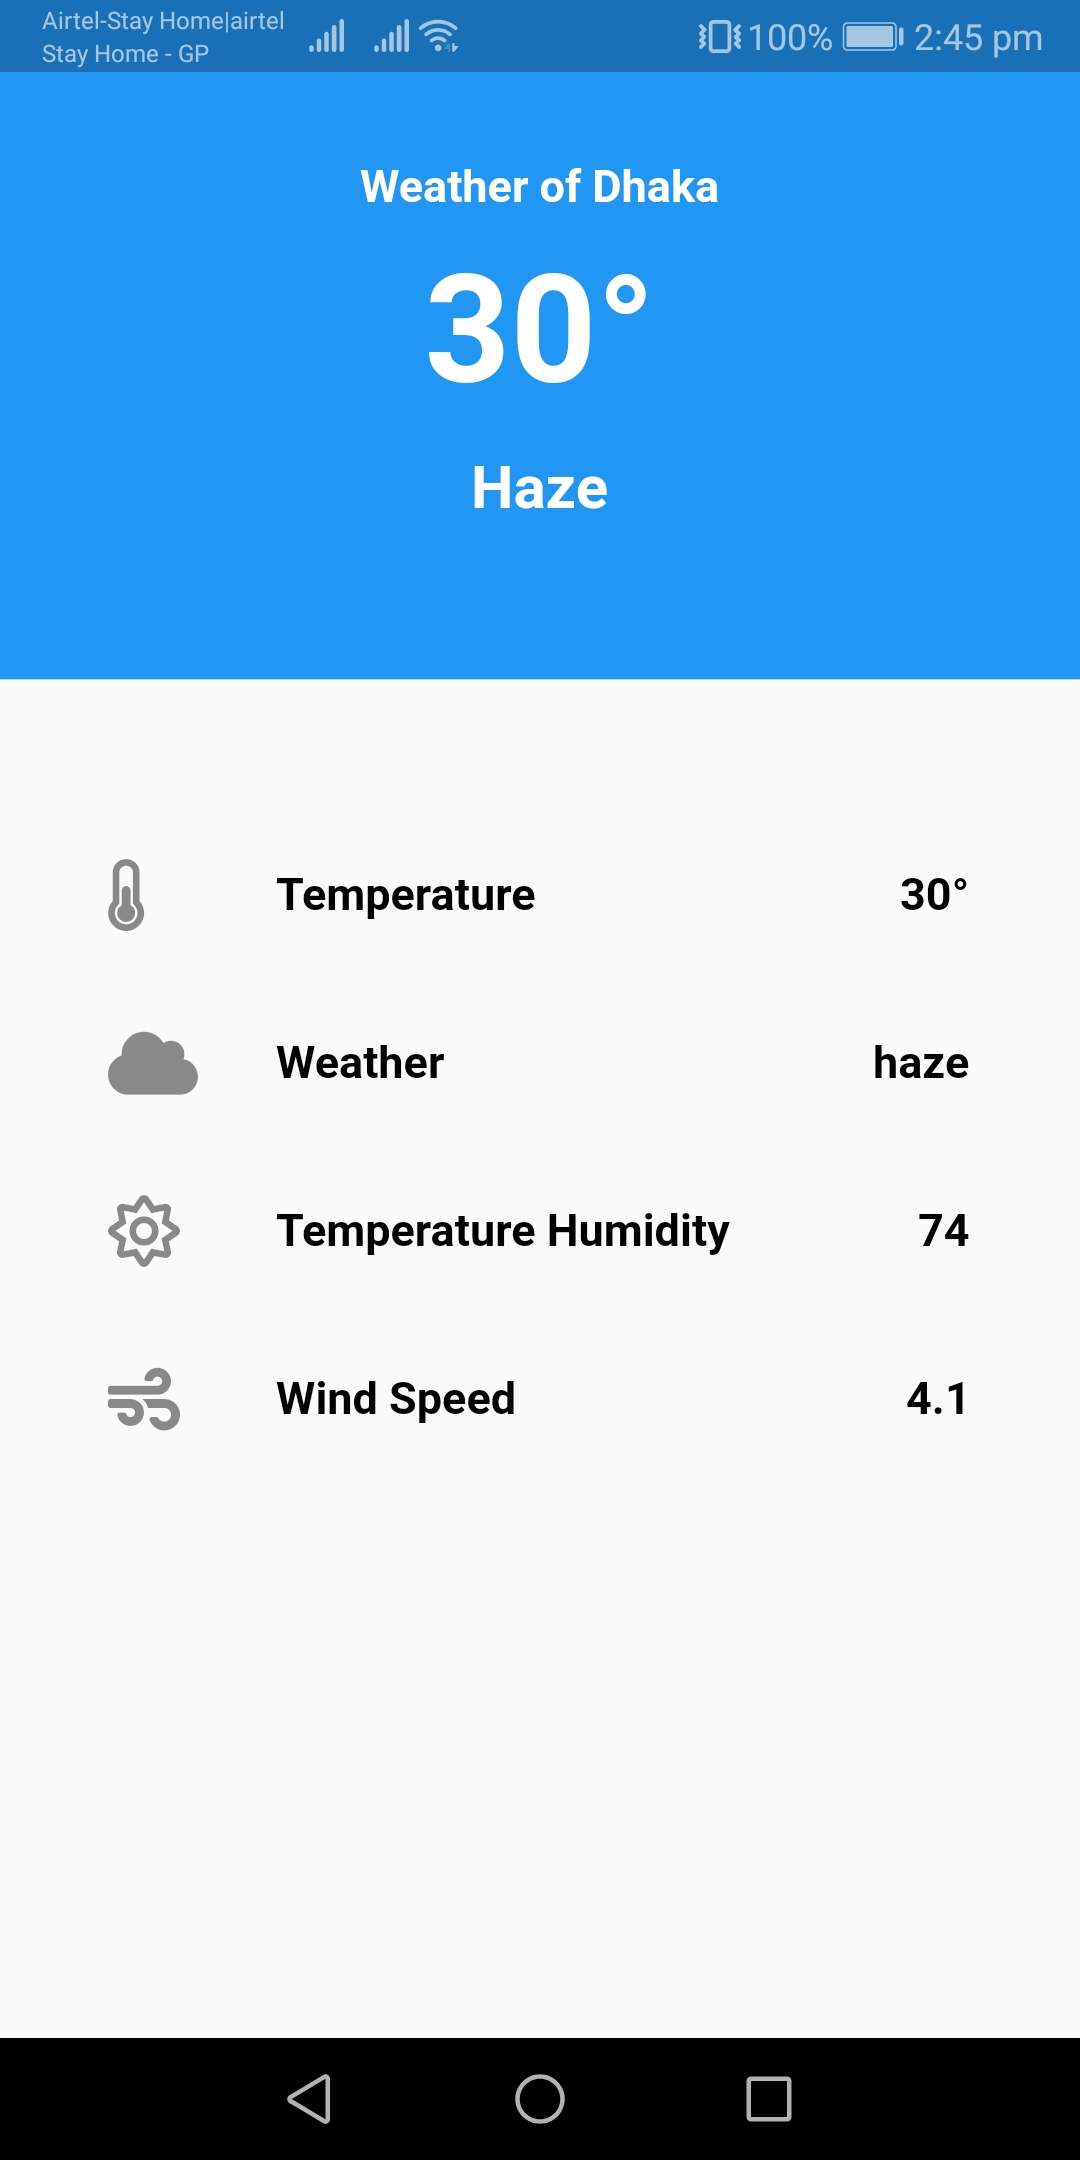 Airtel-Stay Home|airtel
Stay Home - GP
100%
2:45 pm
Weather of Dhaka
30°
Haze
Temperature 30°
Weather haze
Temperature Humidity 74
Wind Speed 4.1